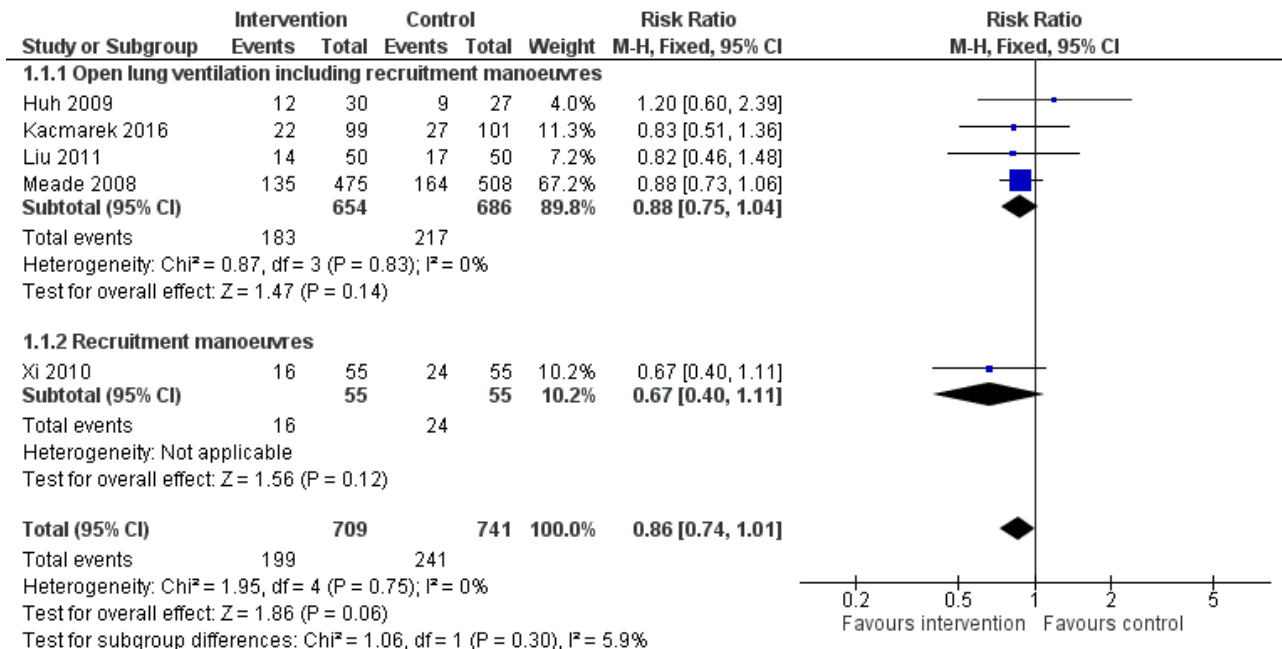 Intervention Control Risk Ratio Risk Ratio
Study or Subgroup Events Total Events Total Weight M-H, Fixed, 95% CI M-H, Fixed, 95% CI
1.1.1 Open lung ventilation including recruitment manoeuvres
Huh 2009 12 30 9 27 4.0% 1.20 [0.60, 2.39]
Kacmarek 2016 22 99 27 101 11.3% 0.83 [0.51, 1.36]
Liu 2011 14 50 17 50 7.2% 0.82 [0.46, 1.48]
Meade 2008 135 475 164 508 67.2% 0.88 [0.73, 1.06]
Subtotal (95% CI) 654 686 89.8% 0.88 [0.75, 1.04]
Total events 183 217
Heterogeneity: Chi² = 0.87, df = 3 (P = 0.83); I² = 0%
Test for overall effect: Z = 1.47 (P = 0.14)
1.1.2 Recruitment manoeuvres
Xi 2010 16 55 24 55 10.2% 0.67 [0.40, 1.11]
Subtotal (95% CI) 55 55 10.2% 0.67 [0.40, 1.11]
Total events 16 24
Heterogeneity: Not applicable
Test for overall effect: Z = 1.56 (P = 0.12)
Total (95% CI) 709 741 100.0% 0.86 [0.74, 1.01]
Total events 199 241
Heterogeneity: Chi² = 1.95, df = 4 (P = 0.75); I² = 0%
Test for overall effect: Z = 1.86 (P = 0.06)
Test for subgroup differences: Chi² = 1.06, df = 1 (P = 0.30), I² = 5.9%
0.2 0.5 1 2 5
Favours intervention Favours control